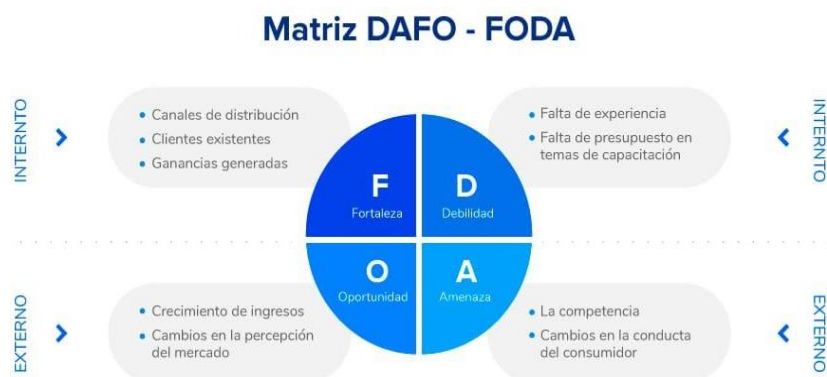 Matriz DAFO - FODA
INTERNTO
• Canales de distribución
• Clientes existentes
• Ganancias generadas
F
Fortaleza
D
Debilidad
• Falta de experiencia
• Falta de presupuesto en
temas de capacitación
INTERNTO
EXTERNO
• Crecimiento de ingresos
• Cambios en la percepción
del mercado
O
Oportunidad
A
Amenaza
• La competencia
• Cambios en la conducta
del consumidor
EXTERNO